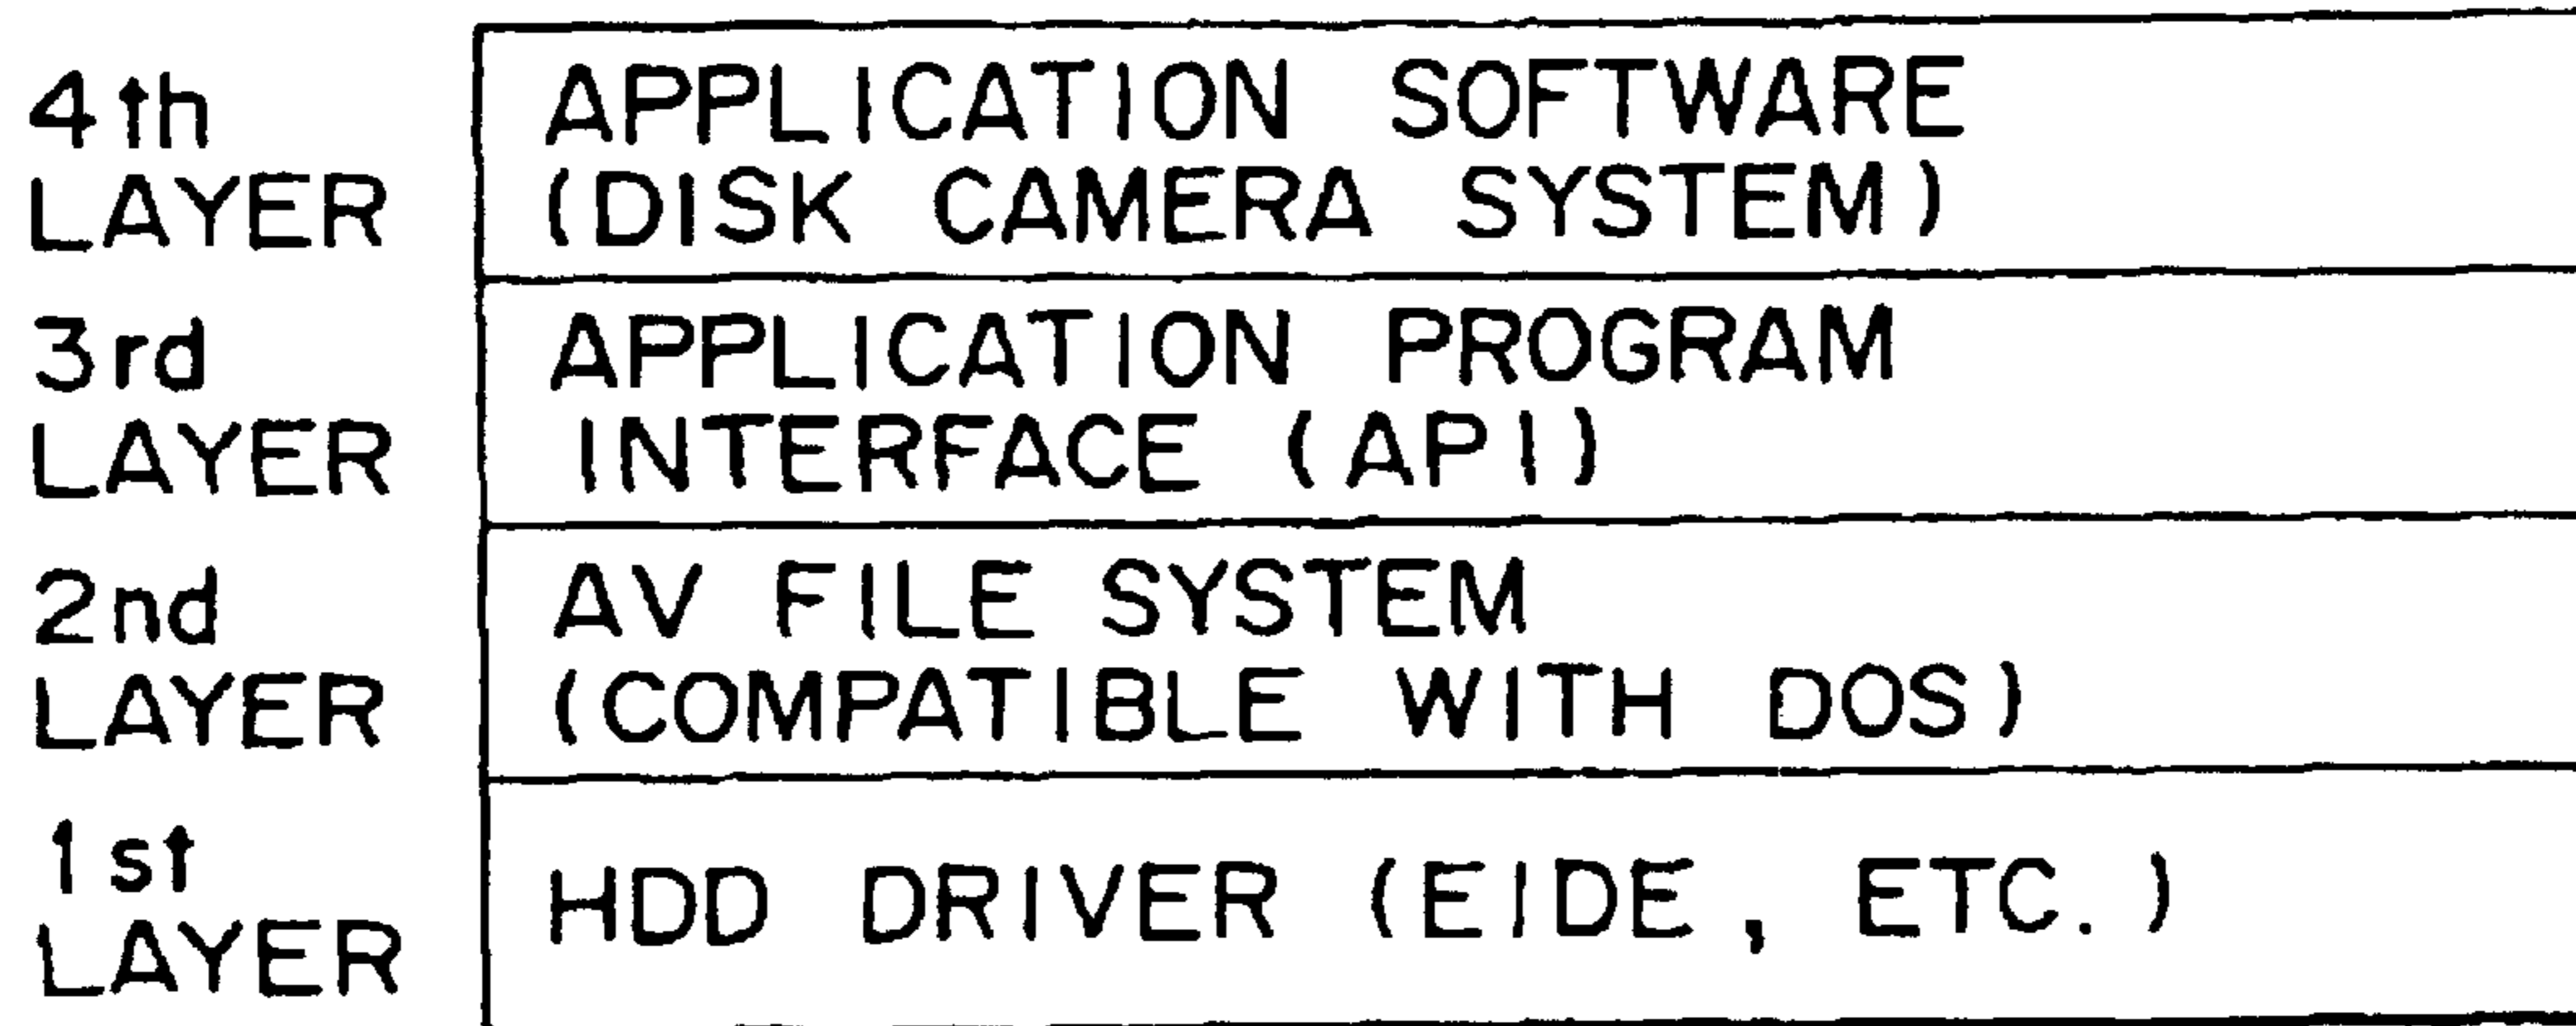 4th
LAYER
APPLICATION SOFTWARE
(DISK CAMERA SYSTEM)
3rd
LAYER
APPLICATION PROGRAM
INTERFACE (API)
2nd
LAYER
AV FILE SYSTEM
(COMPATIBLE WITH DOS)
1st
LAYER
HDD DRIVER (EIDE, ETC.)